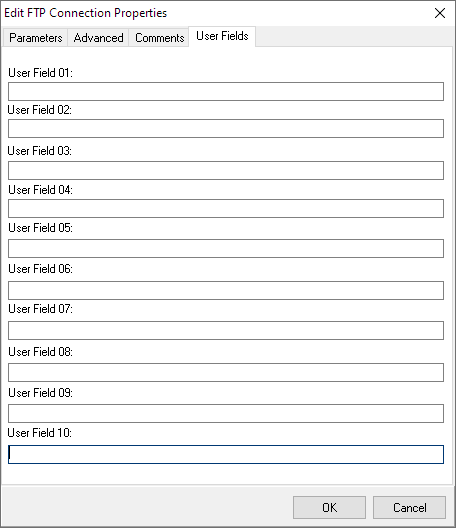 Edit FTP Connection Properties
Parameters Advanced Comments User Fields
User Field 01:
User Field 02:
User Field 03:
User Field 04:
User Field 05:
User Field 06:
User Field 07:
User Field 08:
User Field 09:
User Field 10:
OK Cancel